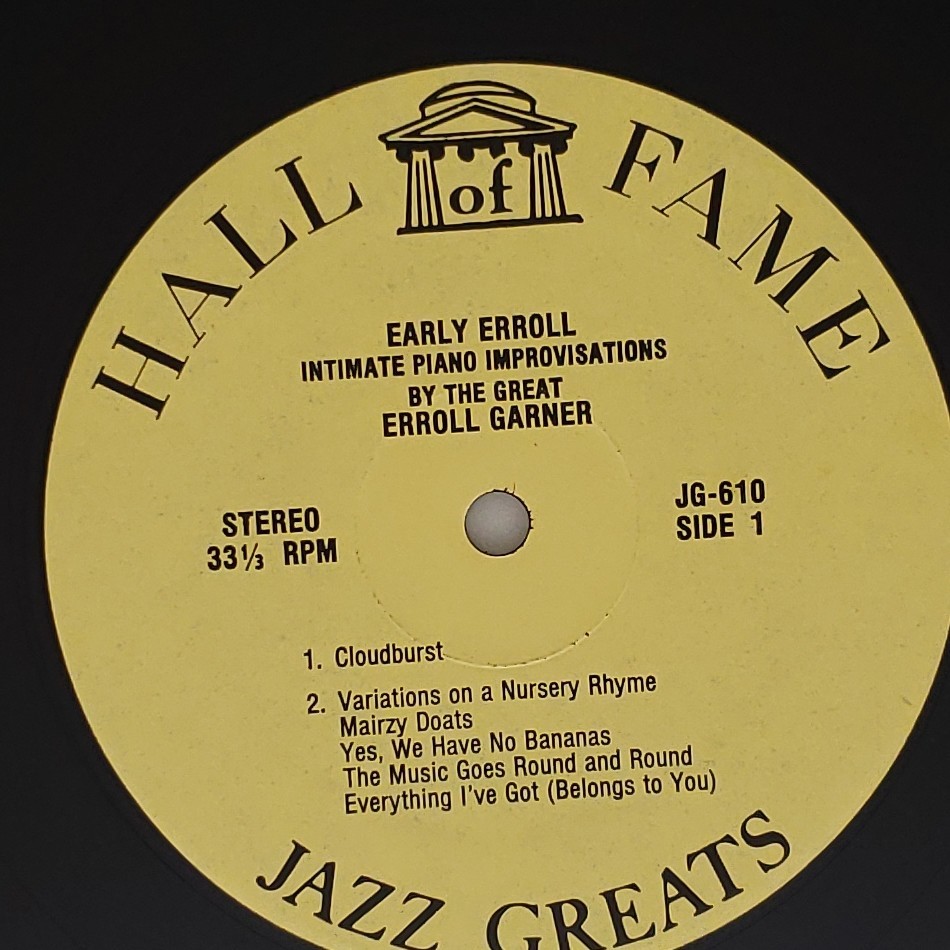 HALL of FAME
EARLY ERROLL
INTIMATE PIANO IMPROVISATIONS
BY THE GREAT
ERROLL GARNER
STEREO
33⅓ RPM
JG-610
SIDE 1
1. Cloudburst
2. Variations on a Nursery Rhyme
Mairzy Doats
Yes, We Have No Bananas
The Music Goes Round and Round
Everything I've Got (Belongs to You)
JAZZ GREATS